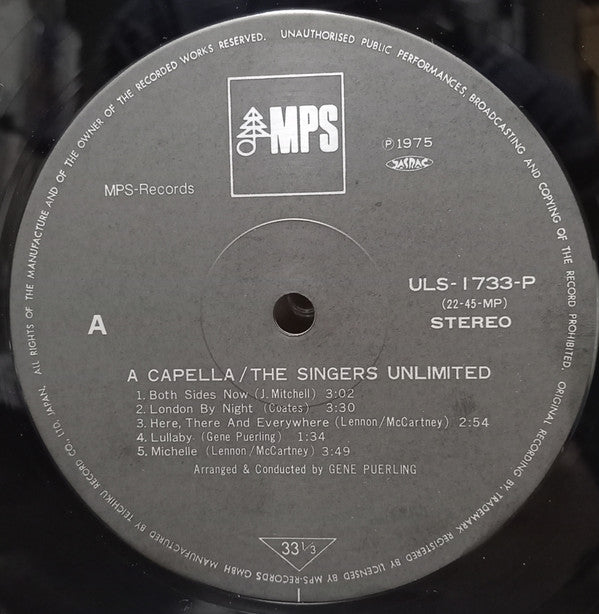 ALL RIGHTS OF THE MANUFACTURE AND OF THE OWNER OF THE RECORDED WORKS RESERVED. UNAUTHORISED PUBLIC PERFORMANCES, BROADCASTING AND COPYING OF THE RECORD PROHIBITED.
MPS
Ⓟ1975
JASRAC
MPS-Records
ULS-1733-P
(22-45-MP)
STEREO
A
A CAPELLA/THE SINGERS UNLIMITED
1. Both Sides Now (J. Mitchell) 3:02
2. London By Night (Coates) 3:30
3. Here, There And Everywhere (Lennon/McCartney) 2:54
4. Lullaby (Gene Puerling) 1:34
5. Michelle (Lennon/McCartney) 3:49
Arranged & Conducted by GENE PUERLING
33 1/3
ORIGINAL RECORDING BY, TRADEMARK REGISTERED BY, LICENSED BY MPS-RECORDS GMBH MANUFACTURED BY TEICHIKU RECORD CO., LTD. JAPAN.